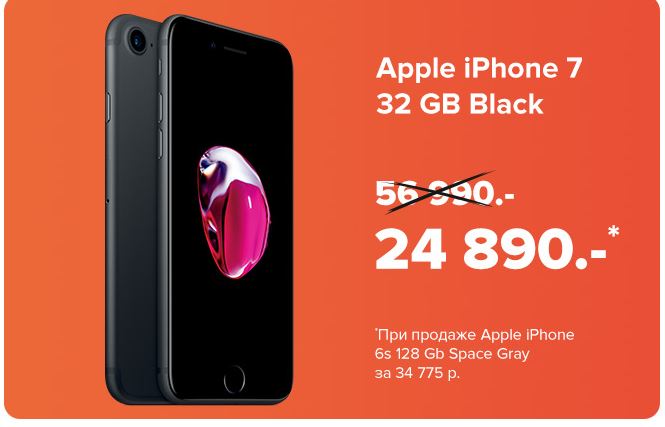 Apple iPhone 7
32 GB Black
56 990.-
24 890.-*
*При продаже Apple iPhone
6s 128 Gb Space Gray
за 34 775 р.